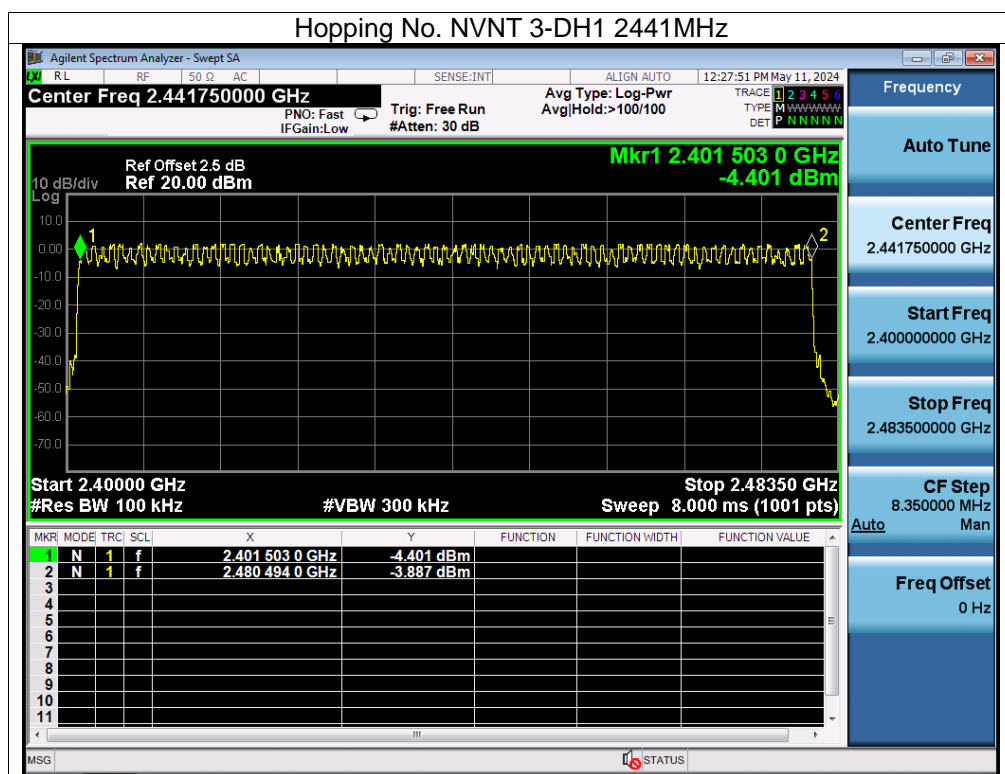 Hopping No. NVNT 3-DH1 2441MHz
Agilent Spectrum Analyzer - Swept SA
LXI RL RF 50 Ω AC SENSE:INT ALIGN AUTO 12:27:51 PM May 11, 2024
Center Freq 2.441750000 GHz
PNO: Fast
IFGain:Low
Trig: Free Run
#Atten: 30 dB
Avg Type: Log-Pwr
Avg|Hold:>100/100
TRACE 1 2 3 4 5 6
TYPE M WWWWW
DET P N N N N N
Ref Offset 2.5 dB
Ref 20.00 dBm
10 dB/div
Log
Mkr1 2.401 503 0 GHz
-4.401 dBm
10.0
0.00
-10.0
-20.0
-30.0
-40.0
-50.0
-60.0
-70.0
1
2
Start 2.40000 GHz Stop 2.48350 GHz
#Res BW 100 kHz #VBW 300 kHz Sweep 8.000 ms (1001 pts)
MKR MODE TRC SCL X Y FUNCTION FUNCTION WIDTH FUNCTION VALUE
1 N 1 f 2.401 503 0 GHz -4.401 dBm
2 N 1 f 2.480 494 0 GHz -3.887 dBm
3
4
5
6
7
8
9
10
11
MSG STATUS
Frequency
Auto Tune
Center Freq
2.441750000 GHz
Start Freq
2.400000000 GHz
Stop Freq
2.483500000 GHz
CF Step
8.350000 MHz
Auto Man
Freq Offset
0 Hz